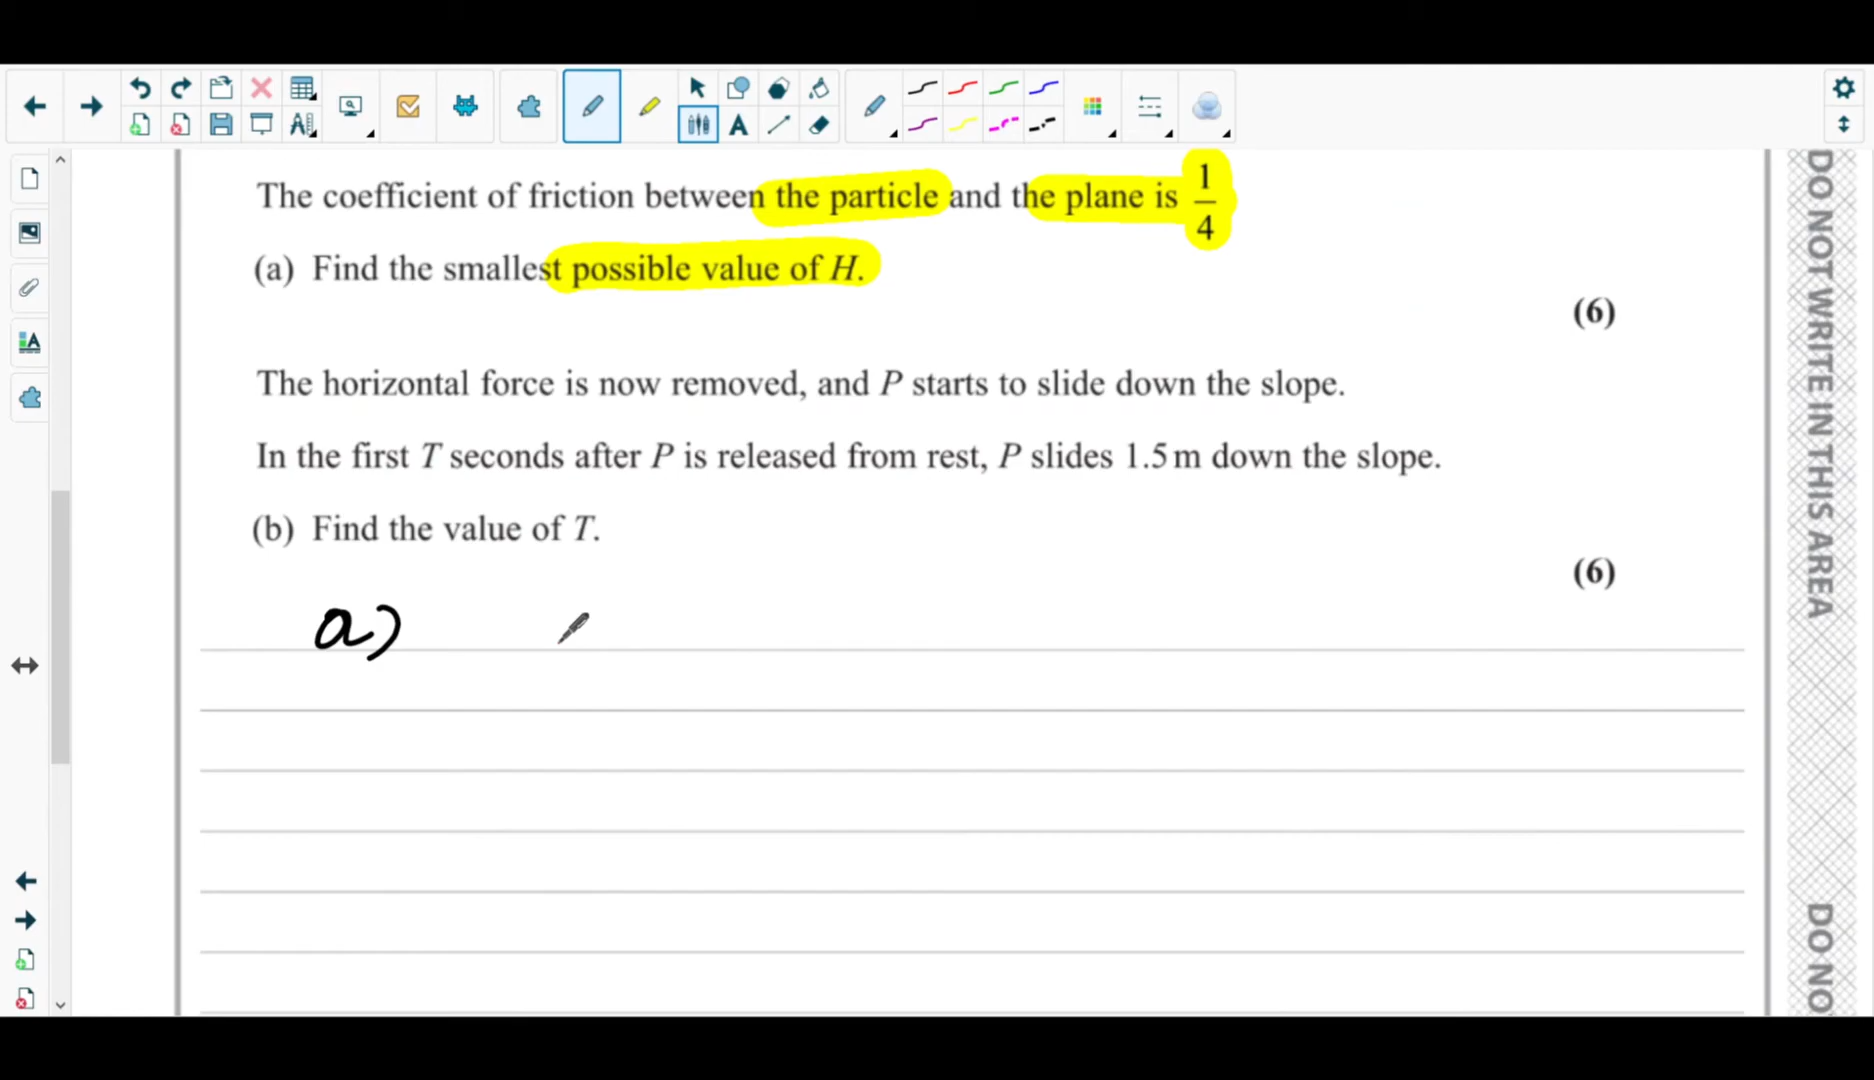 The coefficient of friction between the particle and the plane is 1/4
(a) Find the smallest possible value of H.
(6)
The horizontal force is now removed, and P starts to slide down the slope.
In the first T seconds after P is released from rest, P slides 1.5 m down the slope.
(b) Find the value of T.
(6)
a)
DO NOT WRITE IN THIS AREA
DO NO